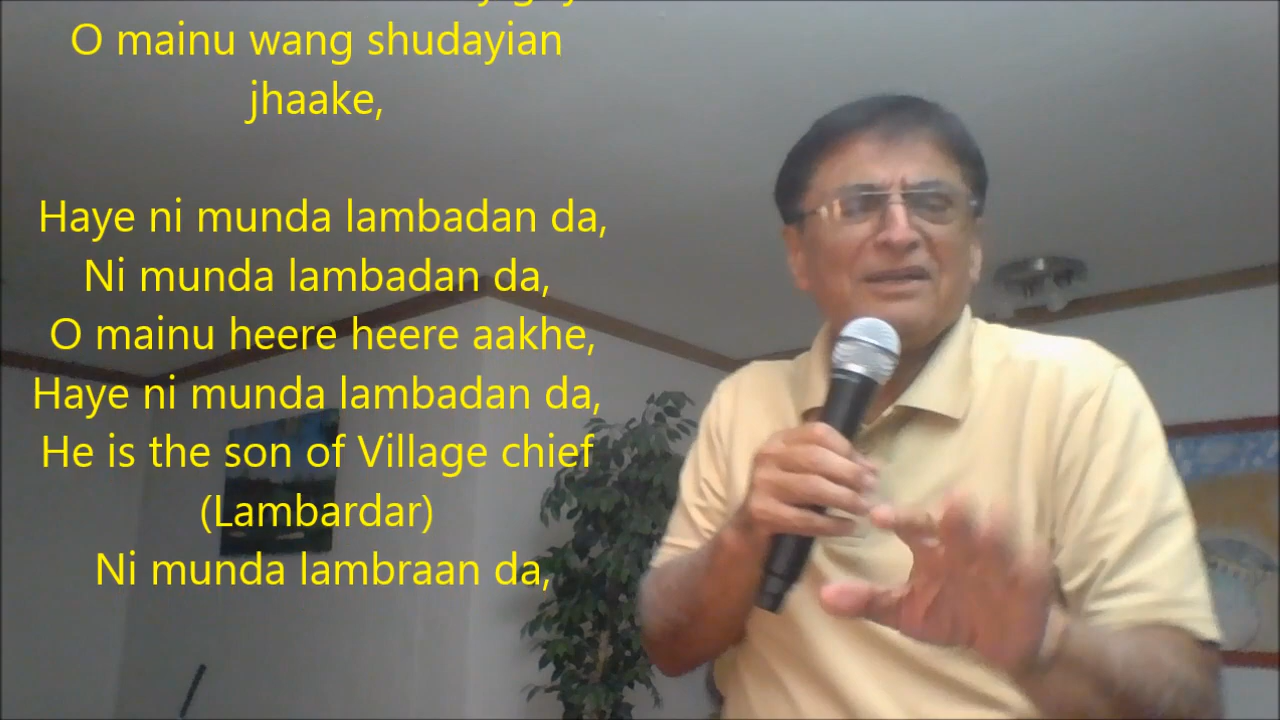 O mainu wang shudayian
jhaake,
Haye ni munda lambadan da,
Ni munda lambadan da,
O mainu heere heere aakhe,
Haye ni munda lambadan da,
He is the son of Village chief
(Lambardar)
Ni munda lambraan da,